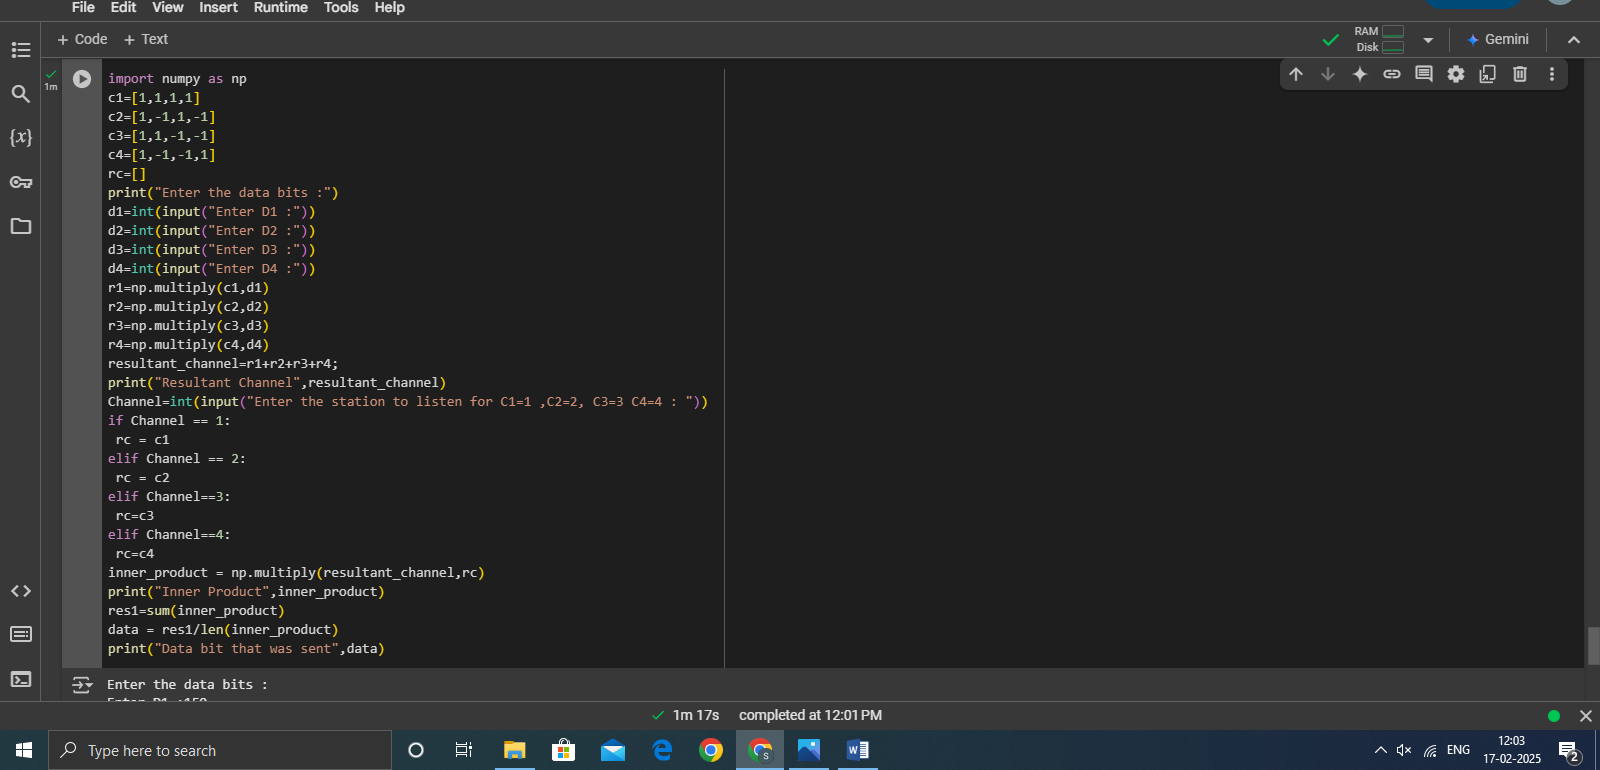 File Edit View Insert Runtime Tools Help
+ Code + Text
RAM
Disk
Gemini
1m
import numpy as np
c1=[1,1,1,1]
c2=[1,-1,1,-1]
c3=[1,1,-1,-1]
c4=[1,-1,-1,1]
rc=[]
print("Enter the data bits :")
d1=int(input("Enter D1 :"))
d2=int(input("Enter D2 :"))
d3=int(input("Enter D3 :"))
d4=int(input("Enter D4 :"))
r1=np.multiply(c1,d1)
r2=np.multiply(c2,d2)
r3=np.multiply(c3,d3)
r4=np.multiply(c4,d4)
resultant_channel=r1+r2+r3+r4;
print("Resultant Channel",resultant_channel)
Channel=int(input("Enter the station to listen for C1=1 ,C2=2, C3=3 C4=4 : "))
if Channel == 1:
 rc = c1
elif Channel == 2:
 rc = c2
elif Channel==3:
 rc=c3
elif Channel==4:
 rc=c4
inner_product = np.multiply(resultant_channel,rc)
print("Inner Product",inner_product)
res1=sum(inner_product)
data = res1/len(inner_product)
print("Data bit that was sent",data)
Enter the data bits :
1m 17s completed at 12:01 PM
Type here to search
ENG
12:03
17-02-2025
2